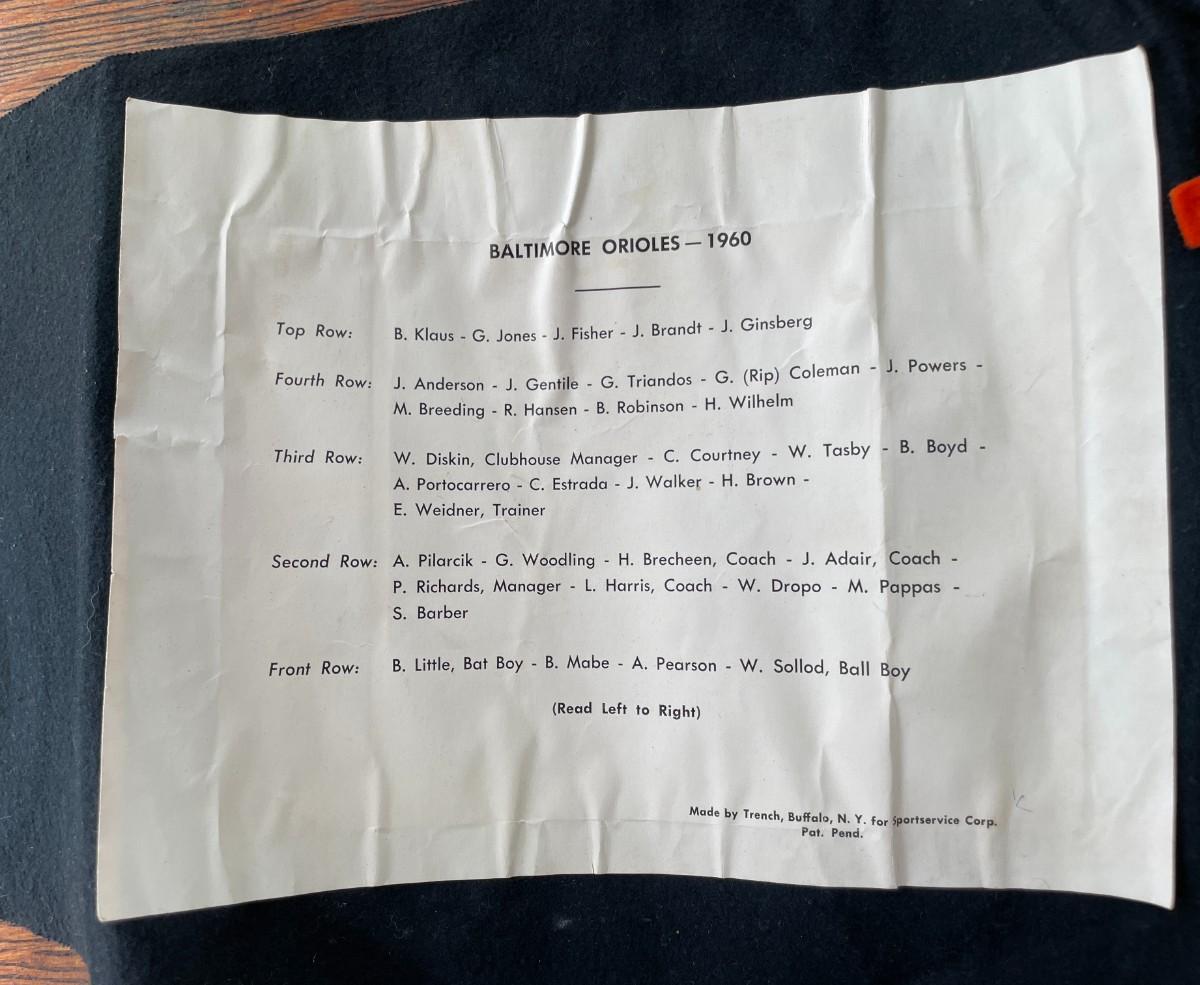 BALTIMORE ORIOLES — 1960
Top Row: B. Klaus - G. Jones - J. Fisher - J. Brandt - J. Ginsberg
Fourth Row: J. Anderson - J. Gentile - G. Triandos - G. (Rip) Coleman - J. Powers -
M. Breeding - R. Hansen - B. Robinson - H. Wilhelm
Third Row: W. Diskin, Clubhouse Manager - C. Courtney - W. Tasby - B. Boyd -
A. Portocarrero - C. Estrada - J. Walker - H. Brown -
E. Weidner, Trainer
Second Row: A. Pilarcik - G. Woodling - H. Brecheen, Coach - J. Adair, Coach -
P. Richards, Manager - L. Harris, Coach - W. Dropo - M. Pappas -
S. Barber
Front Row: B. Little, Bat Boy - B. Mabe - A. Pearson - W. Sollod, Ball Boy
(Read Left to Right)
Made by Trench, Buffalo, N. Y. for Sportservice Corp.
Pat. Pend.